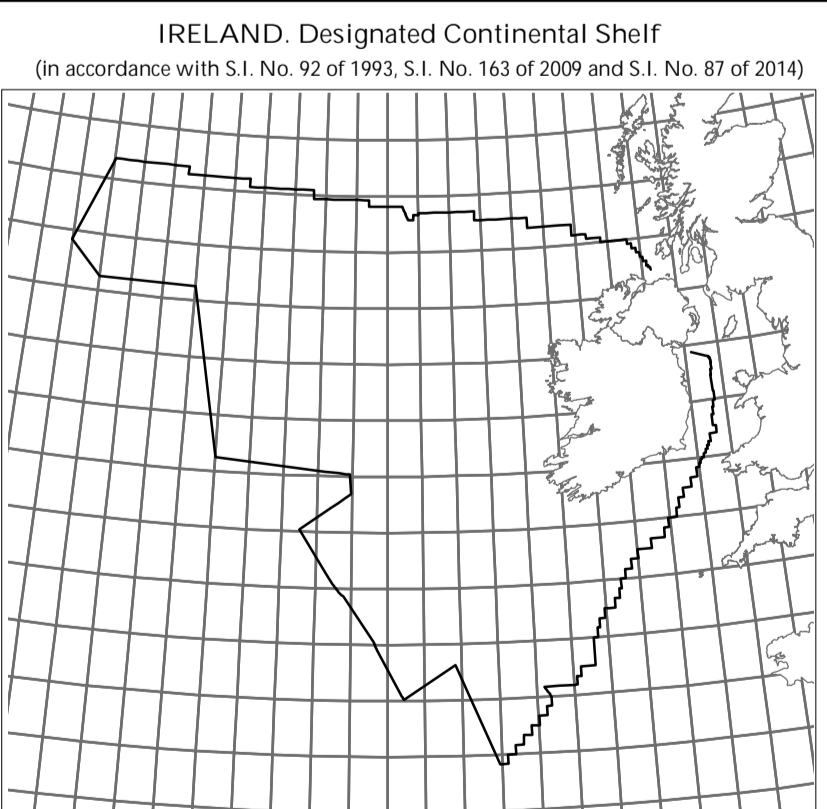 IRELAND. Designated Continental Shelf
(in accordance with S.I. No. 92 of 1993, S.I. No. 163 of 2009 and S.I. No. 87 of 2014)